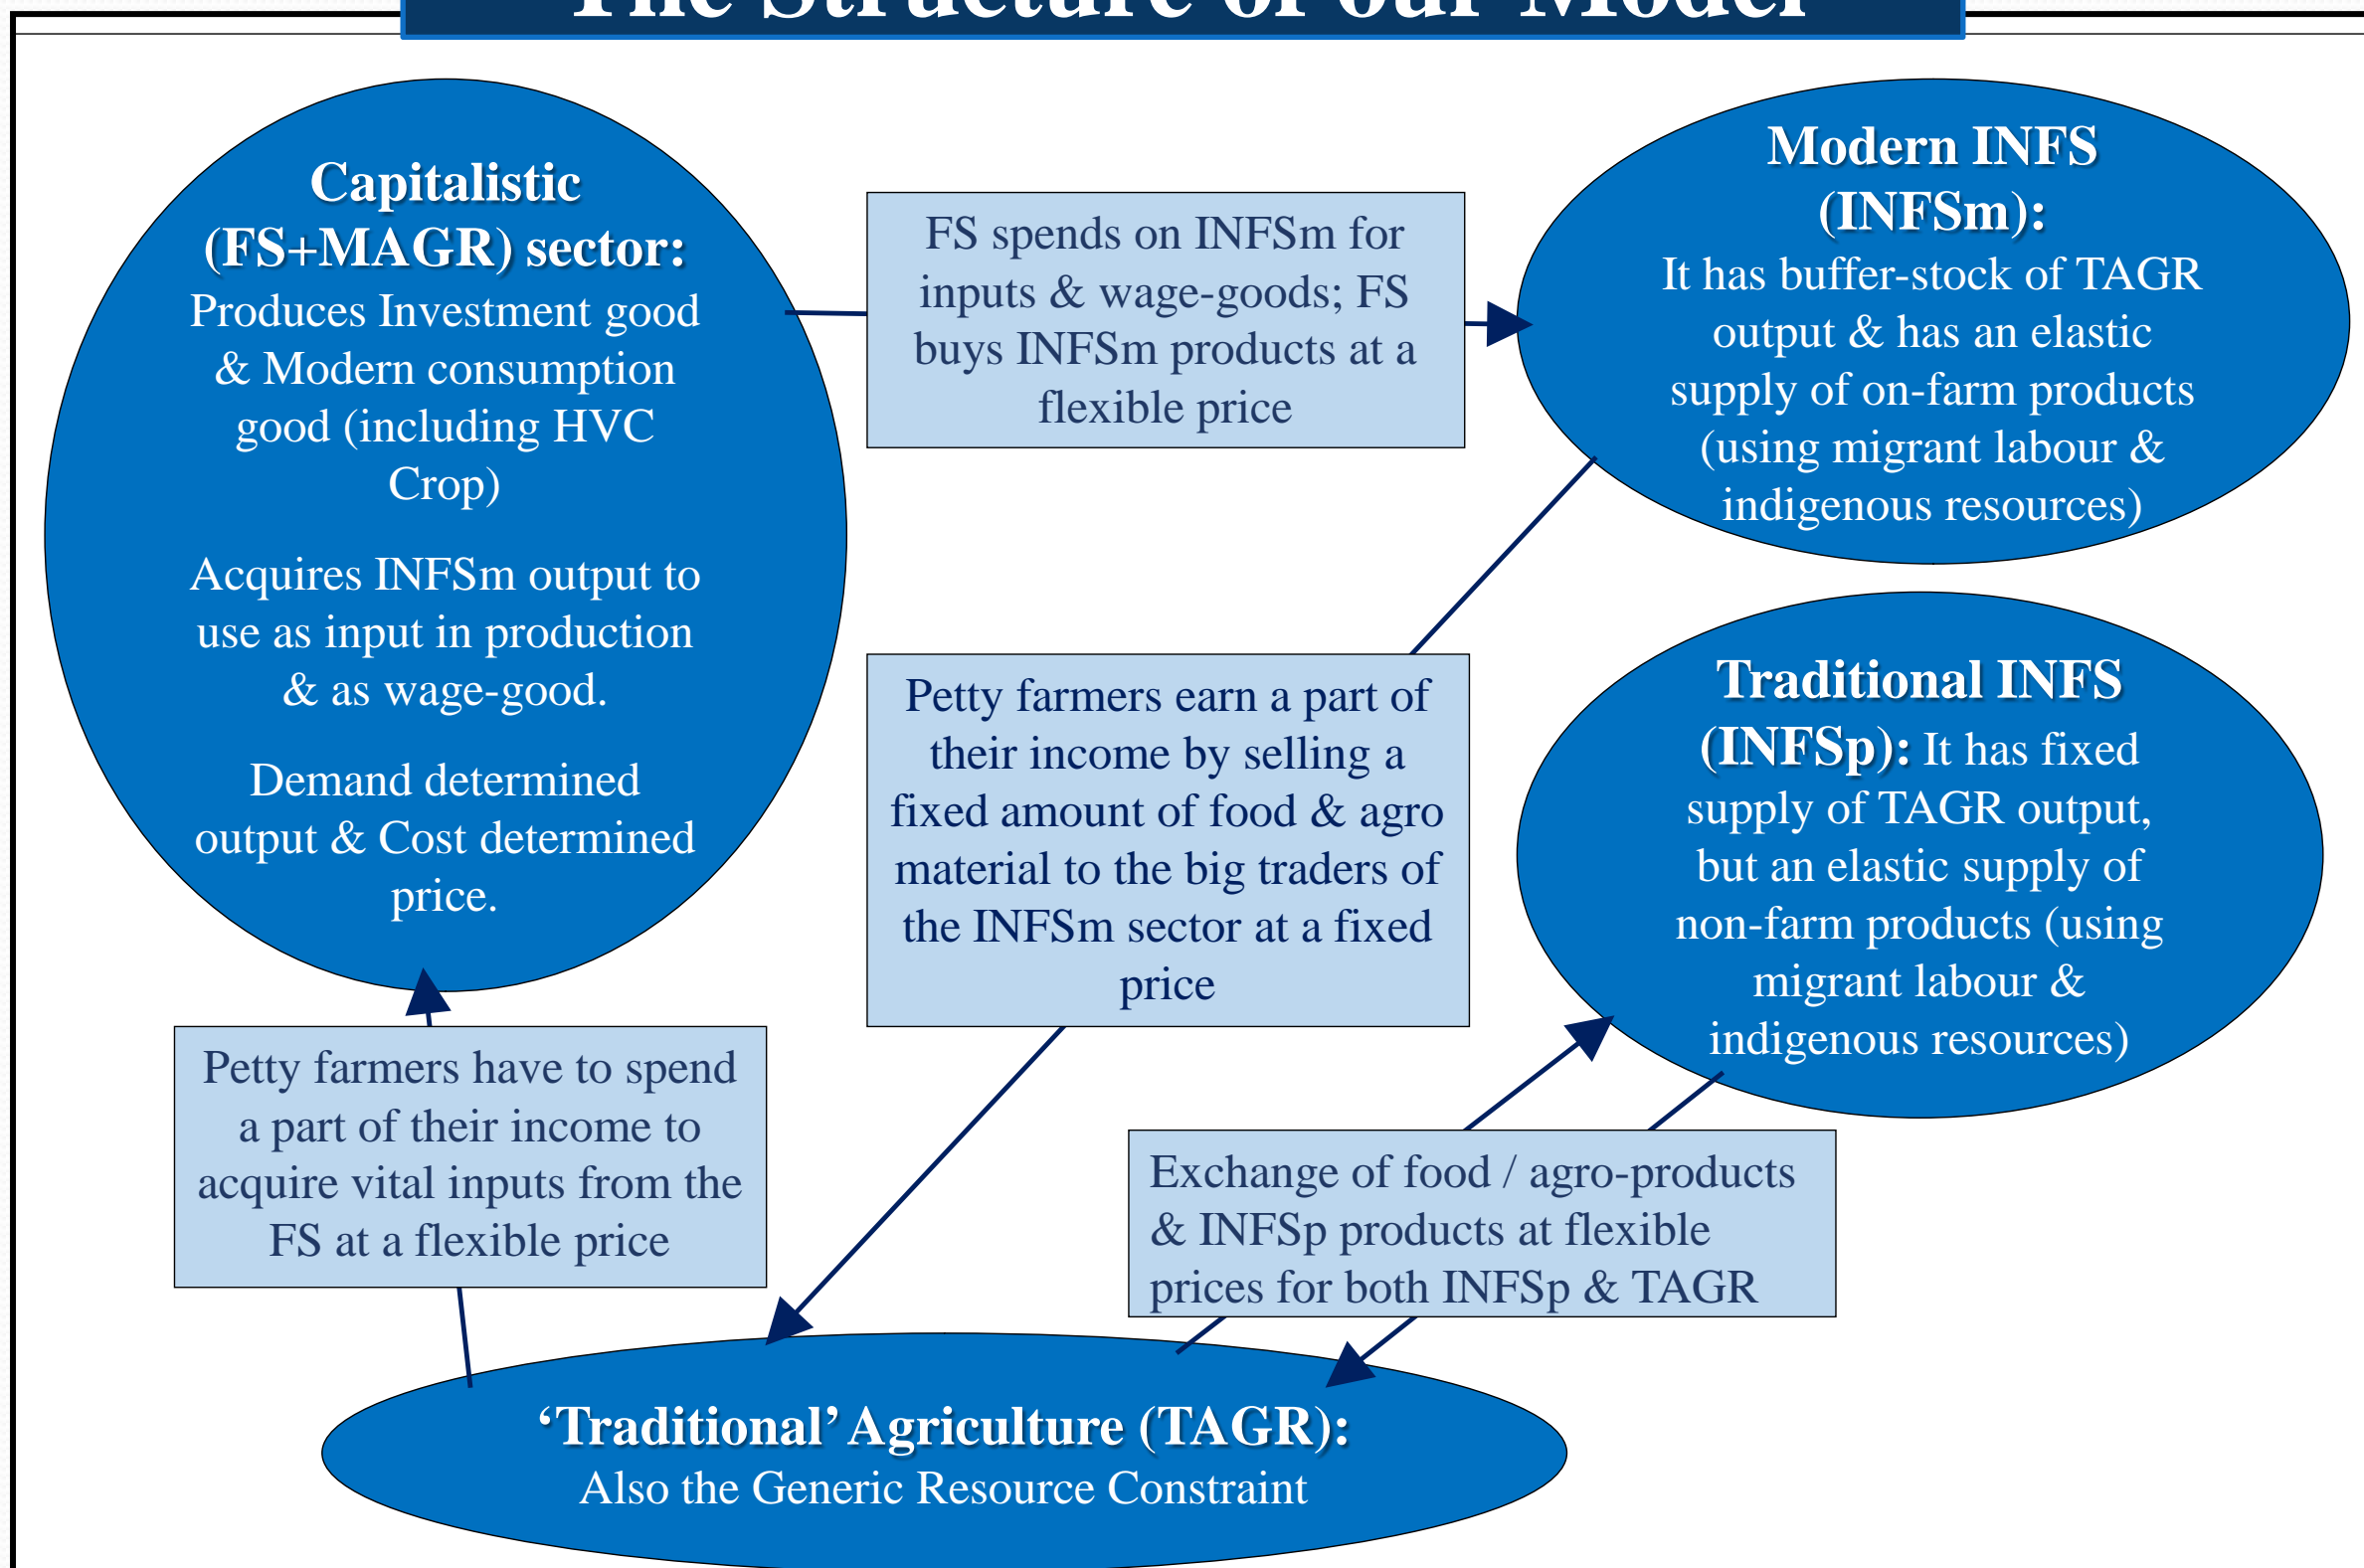 The Structure of our Model
Capitalistic
(FS+MAGR) sector:
Produces Investment good
& Modern consumption
good (including HVC
Crop)
Acquires INFSm output to
use as input in production
& as wage-good.
Demand determined
output & Cost determined
price.
FS spends on INFSm for
inputs & wage-goods; FS
buys INFSm products at a
flexible price
Modern INFS
(INFSm):
It has buffer-stock of TAGR
output & has an elastic
supply of on-farm products
(using migrant labour &
indigenous resources)
Petty farmers earn a part of
their income by selling a
fixed amount of food & agro
material to the big traders of
the INFSm sector at a fixed
price
Traditional INFS
(INFSp): It has fixed
supply of TAGR output,
but an elastic supply of
non-farm products (using
migrant labour &
indigenous resources)
Petty farmers have to spend
a part of their income to
acquire vital inputs from the
FS at a flexible price
Exchange of food / agro-products
& INFSp products at flexible
prices for both INFSp & TAGR
‘Traditional’ Agriculture (TAGR):
Also the Generic Resource Constraint